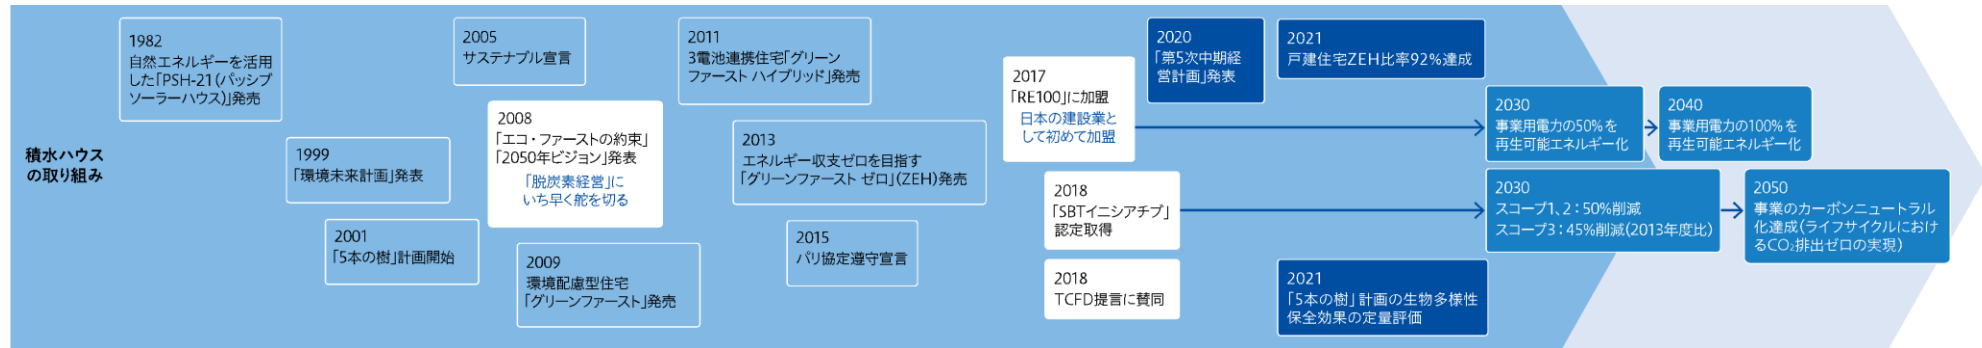 積水ハウス
の取り組み
1982
自然エネルギーを活用
した「PSH-21（パッシブ
ソーラーハウス）」発売
1999
「環境未来計画」発表
2001
「5本の樹」計画開始
2005
サステナブル宣言
2008
「エコ・ファーストの約束」
「2050年ビジョン」発表
「脱炭素経営」に
いち早く舵を切る
2009
環境配慮型住宅
「グリーンファースト」発売
2011
3電池連携住宅「グリーン
ファースト ハイブリッド」発売
2013
エネルギー収支ゼロを目指す
「グリーンファースト ゼロ」（ZEH）発売
2015
パリ協定遵守宣言
2017
「RE100」に加盟
日本の建設業と
して初めて加盟
2018
「SBTイニシアチブ」
認定取得
2018
TCFD提言に賛同
2020
「第5次中期経
営計画」発表
2021
戸建住宅ZEH比率92%達成
2021
「5本の樹」計画の生物多様性
保全効果の定量評価
2030
事業用電力の50%を
再生可能エネルギー化
2040
事業用電力の100%を
再生可能エネルギー化
2030
スコープ1、2：50%削減
スコープ3：45%削減（2013年度比）
2050
事業のカーボンニュートラル
化達成（ライフサイクルにおけ
るCO₂排出ゼロの実現）